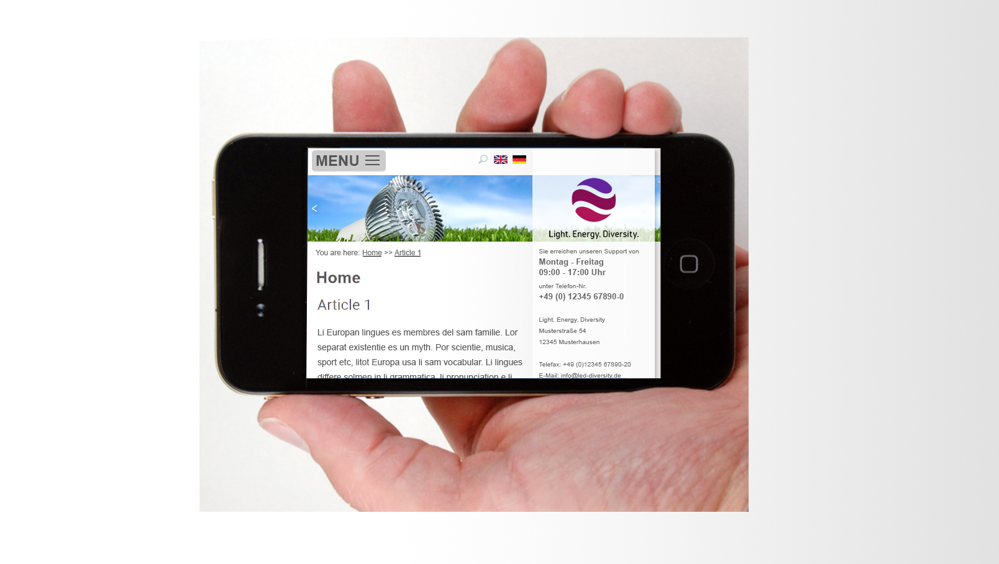 MENU
<
Light. Energy. Diversity.
You are here: Home >> Article 1
Home
Article 1
Li Europan lingues es membres del sam familie. Lor
separat existentie es un myth. Por scientie, musica,
sport etc, litot Europa usa li sam vocabular. Li lingues
differe solmen in li grammatica, li pronunciation e li
Sie erreichen unseren Support von
Montag - Freitag
09:00 - 17:00 Uhr
unter Telefon-Nr.
+49 (0) 12345 67890-0
Light. Energy. Diversity
Musterstraße 54
12345 Musterhausen
Telefax: +49 (0)12345 67890-20
E-Mail: info@led-diversity.de